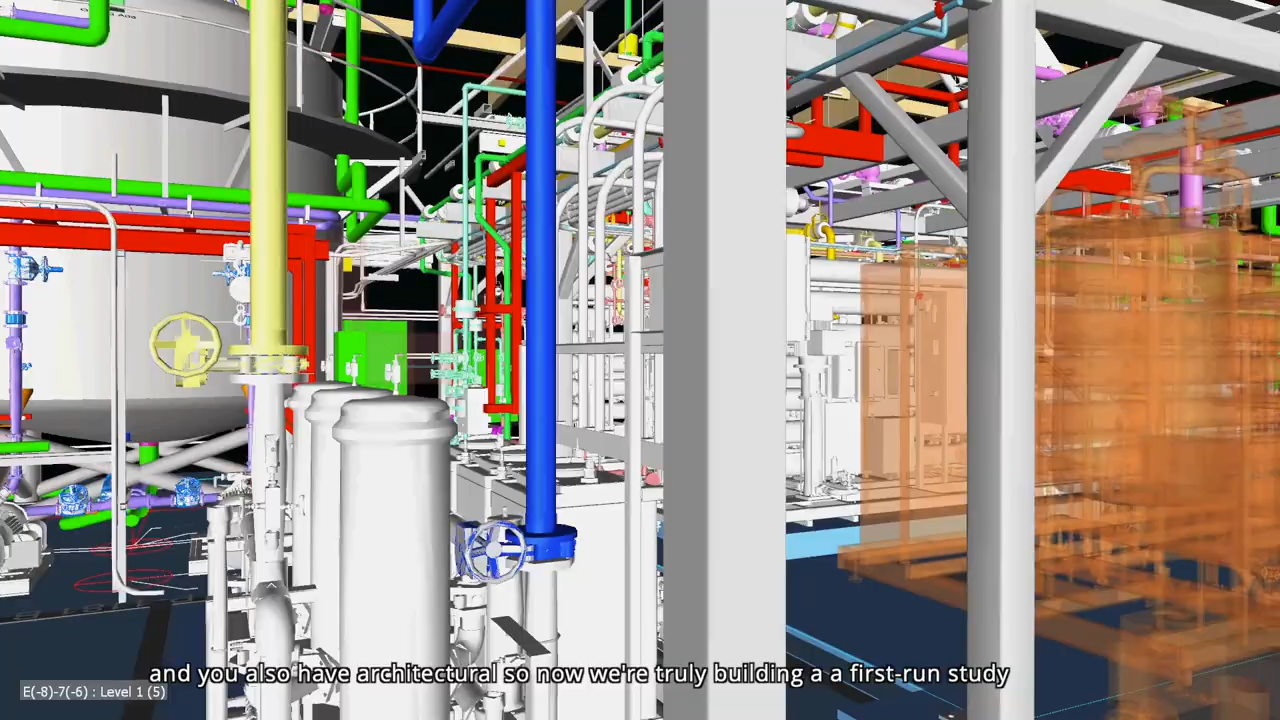 and you also have architectural so now we're truly building a a first-run study
E(-8)-7(-6) : Level 1 (5)